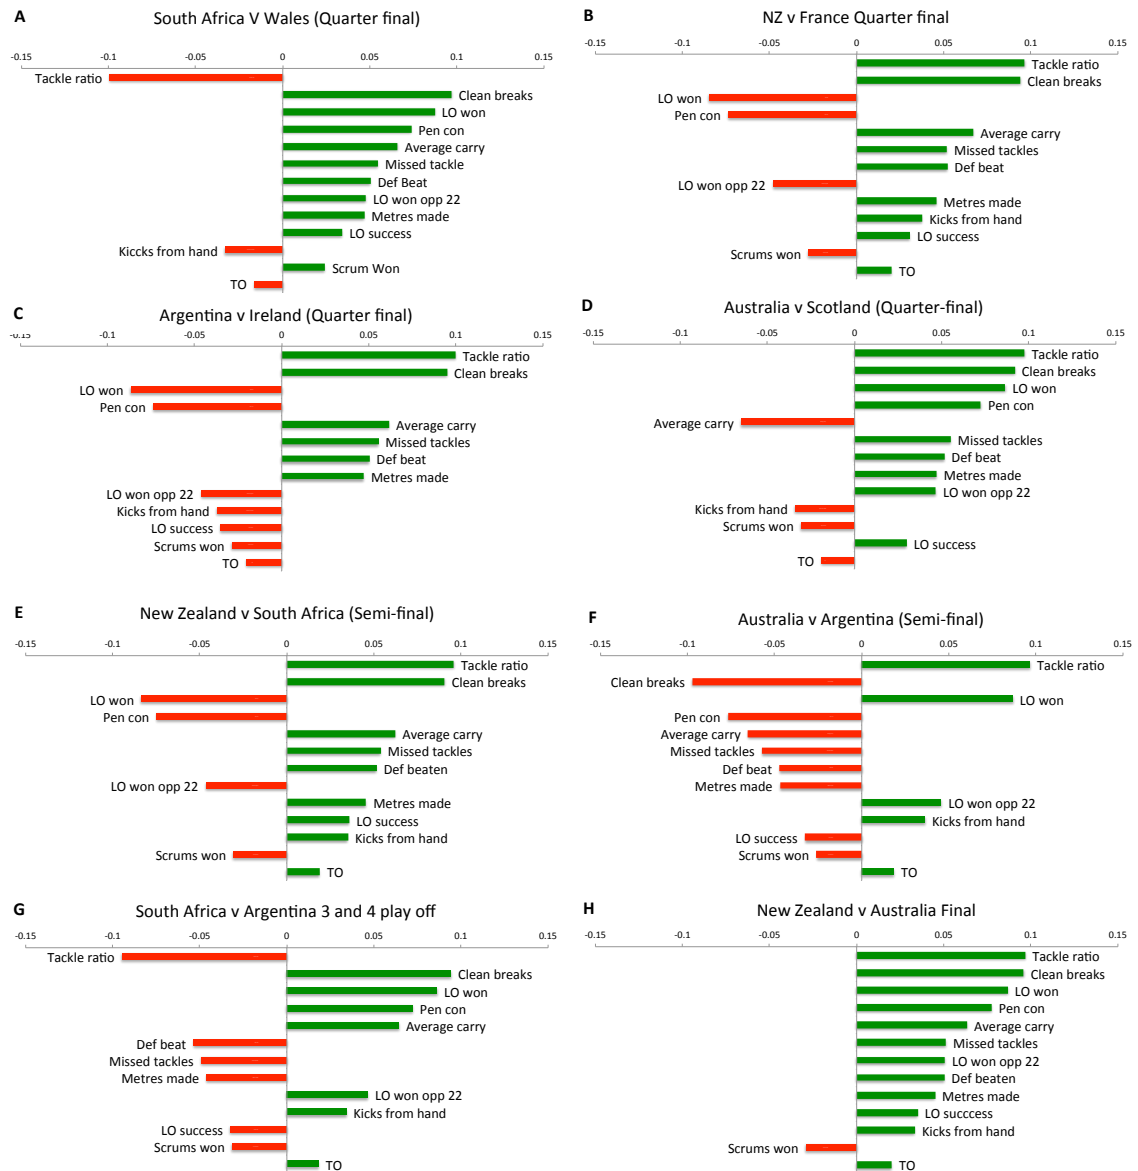 A
South Africa V Wales (Quarter final)
-0.15 -0.1 -0.05 0 0.05 0.1 0.15
Tackle ratio
Clean breaks
LO won
Pen con
Average carry
Missed tackle
Def Beat
LO won opp 22
Metres made
LO success
Kiccks from hand
Scrum Won
TO
B
NZ v France Quarter final
-0.15 -0.1 -0.05 0 0.05 0.1 0.15
Tackle ratio
Clean breaks
LO won
Pen con
Average carry
Missed tackles
Def beat
LO won opp 22
Metres made
Kicks from hand
LO success
Scrums won
TO
C
Argentina v Ireland (Quarter final)
-0.15 -0.1 -0.05 0 0.05 0.1 0.15
Tackle ratio
Clean breaks
LO won
Pen con
Average carry
Missed tackles
Def beat
Metres made
LO won opp 22
Kicks from hand
LO success
Scrums won
TO
D
Australia v Scotland (Quarter-final)
-0.15 -0.1 -0.05 0 0.05 0.1 0.15
Tackle ratio
Clean breaks
LO won
Pen con
Average carry
Missed tackles
Def beat
Metres made
LO won opp 22
Kicks from hand
Scrums won
LO success
TO
E
New Zealand v South Africa (Semi-final)
-0.15 -0.1 -0.05 0 0.05 0.1 0.15
Tackle ratio
Clean breaks
LO won
Pen con
Average carry
Missed tackles
Def beaten
LO won opp 22
Metres made
LO success
Kicks from hand
Scrums won
TO
F
Australia v Argentina (Semi-final)
-0.15 -0.1 -0.05 0 0.05 0.1 0.15
Tackle ratio
Clean breaks
LO won
Pen con
Average carry
Missed tackles
Def beat
Metres made
LO won opp 22
Kicks from hand
LO success
Scrums won
TO
G
South Africa v Argentina 3 and 4 play off
-0.15 -0.1 -0.05 0 0.05 0.1 0.15
Tackle ratio
Clean breaks
LO won
Pen con
Average carry
Def beat
Missed tackles
Metres made
LO won opp 22
Kicks from hand
LO success
Scrums won
TO
H
New Zealand v Australia Final
-0.15 -0.1 -0.05 0 0.05 0.1 0.15
Tackle ratio
Clean breaks
LO won
Pen con
Average carry
Missed tackles
LO won opp 22
Def beaten
Metres made
LO succcess
Kicks from hand
Scrums won
TO